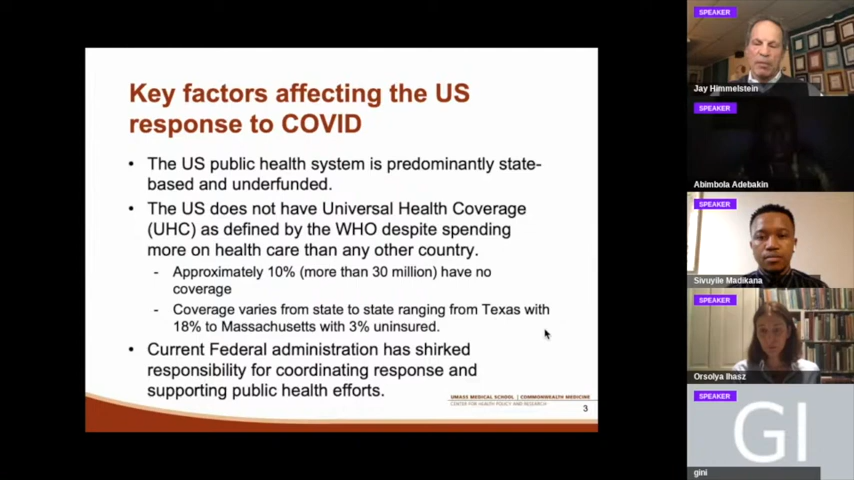 Key factors affecting the US
response to COVID
• The US public health system is predominantly state-
based and underfunded.
• The US does not have Universal Health Coverage
(UHC) as defined by the WHO despite spending
more on health care than any other country.
- Approximately 10% (more than 30 million) have no
coverage
- Coverage varies from state to state ranging from Texas with
18% to Massachusetts with 3% uninsured.
• Current Federal administration has shirked
responsibility for coordinating response and
supporting public health efforts.
UMASS MEDICAL SCHOOL | COMMONWEALTH MEDICINE
CENTER FOR HEALTH POLICY AND RESEARCH
3
SPEAKER
Jay Himmelstein
SPEAKER
Abimbola Adebakin
SPEAKER
Sivuyile Madikana
SPEAKER
Orsolya Ihasz
SPEAKER
GI
gini